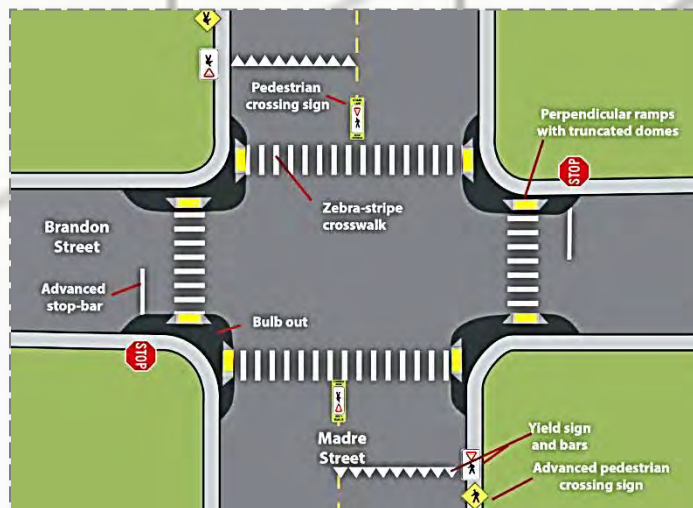 Pedestrian
crossing sign
Perpendicular ramps
with truncated domes
STOP
Zebra-stripe
crosswalk
Brandon
Street
Advanced
stop-bar
Bulb out
STOP
Madre
Street
Yield sign
and bars
Advanced pedestrian
crossing sign